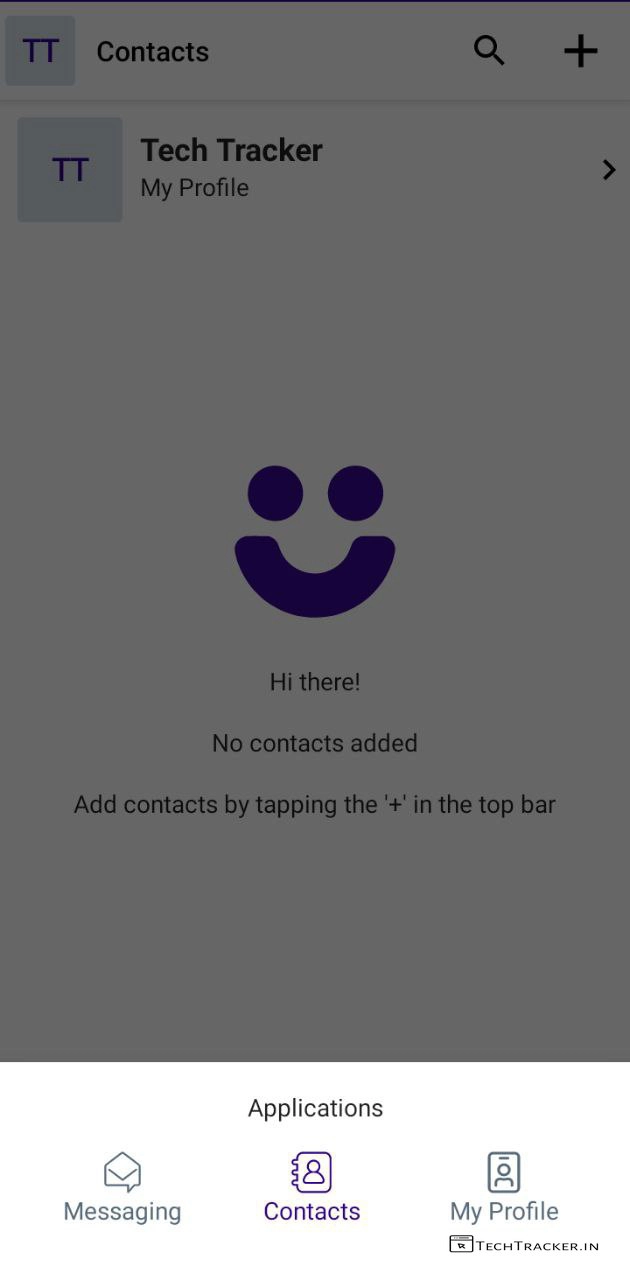 TT Contacts
TT
Tech Tracker
My Profile
Hi there!
No contacts added
Add contacts by tapping the '+' in the top bar
Applications
Messaging Contacts My Profile
TECHTRACKER.IN